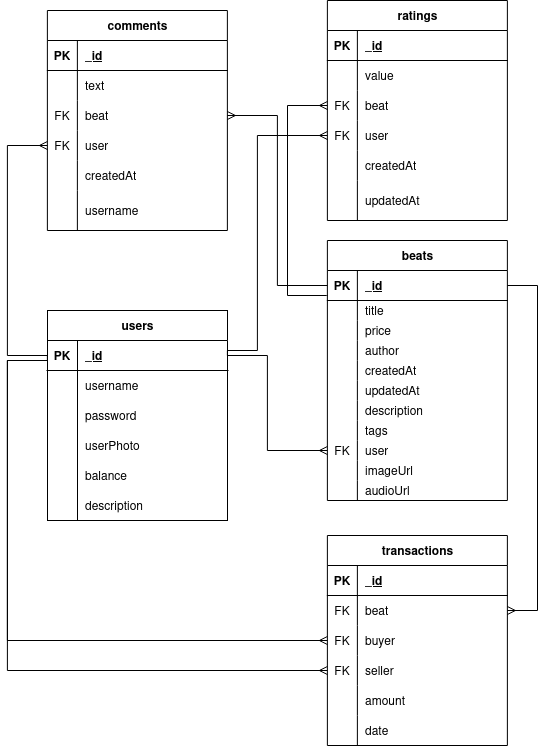 comments
PK _id
text
FK beat
FK user
createdAt
username
ratings
PK _id
value
FK beat
FK user
createdAt
updatedAt
beats
PK _id
title
price
author
createdAt
updatedAt
description
tags
FK user
imageUrl
audioUrl
users
PK _id
username
password
userPhoto
balance
description
transactions
PK _id
FK beat
FK buyer
FK seller
amount
date